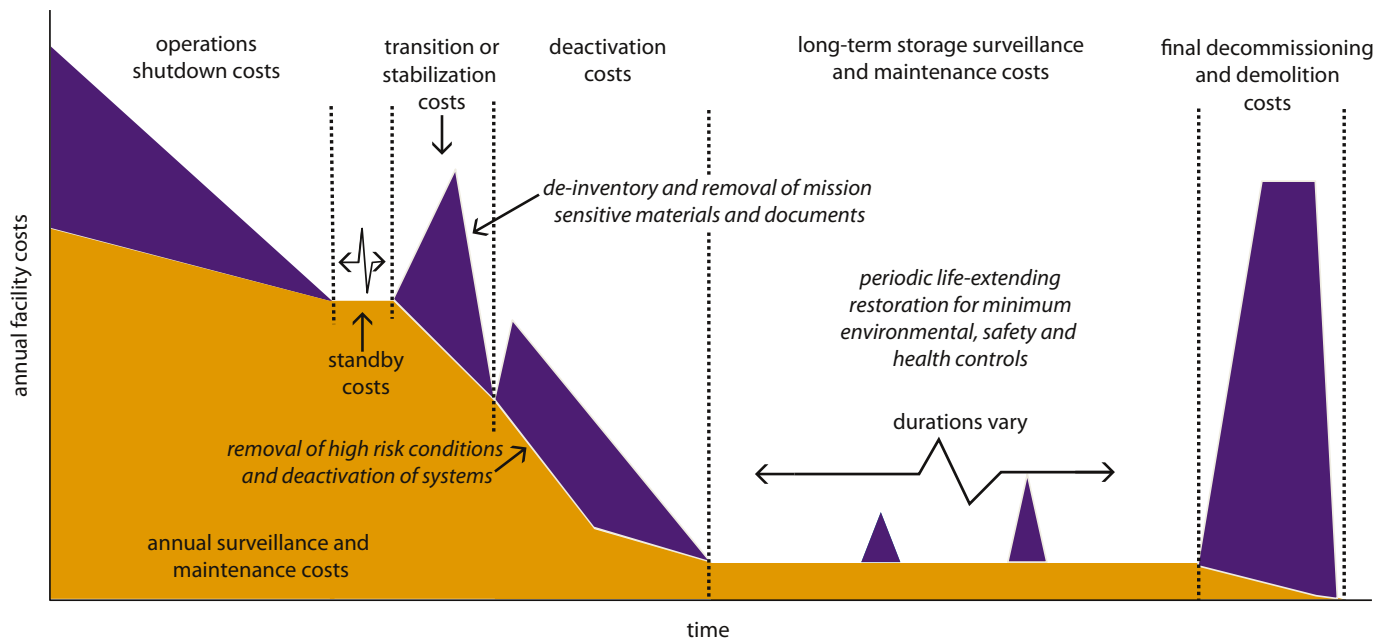 operations
shutdown costs
transition or
stabilization
costs
deactivation
costs
long-term storage surveillance
and maintenance costs
final decommissioning
and demolition
costs
de-inventory and removal of mission
sensitive materials and documents
periodic life-extending
restoration for minimum
environmental, safety and
health controls
standby
costs
durations vary
removal of high risk conditions
and deactivation of systems
annual surveillance and
maintenance costs
annual facility costs
time